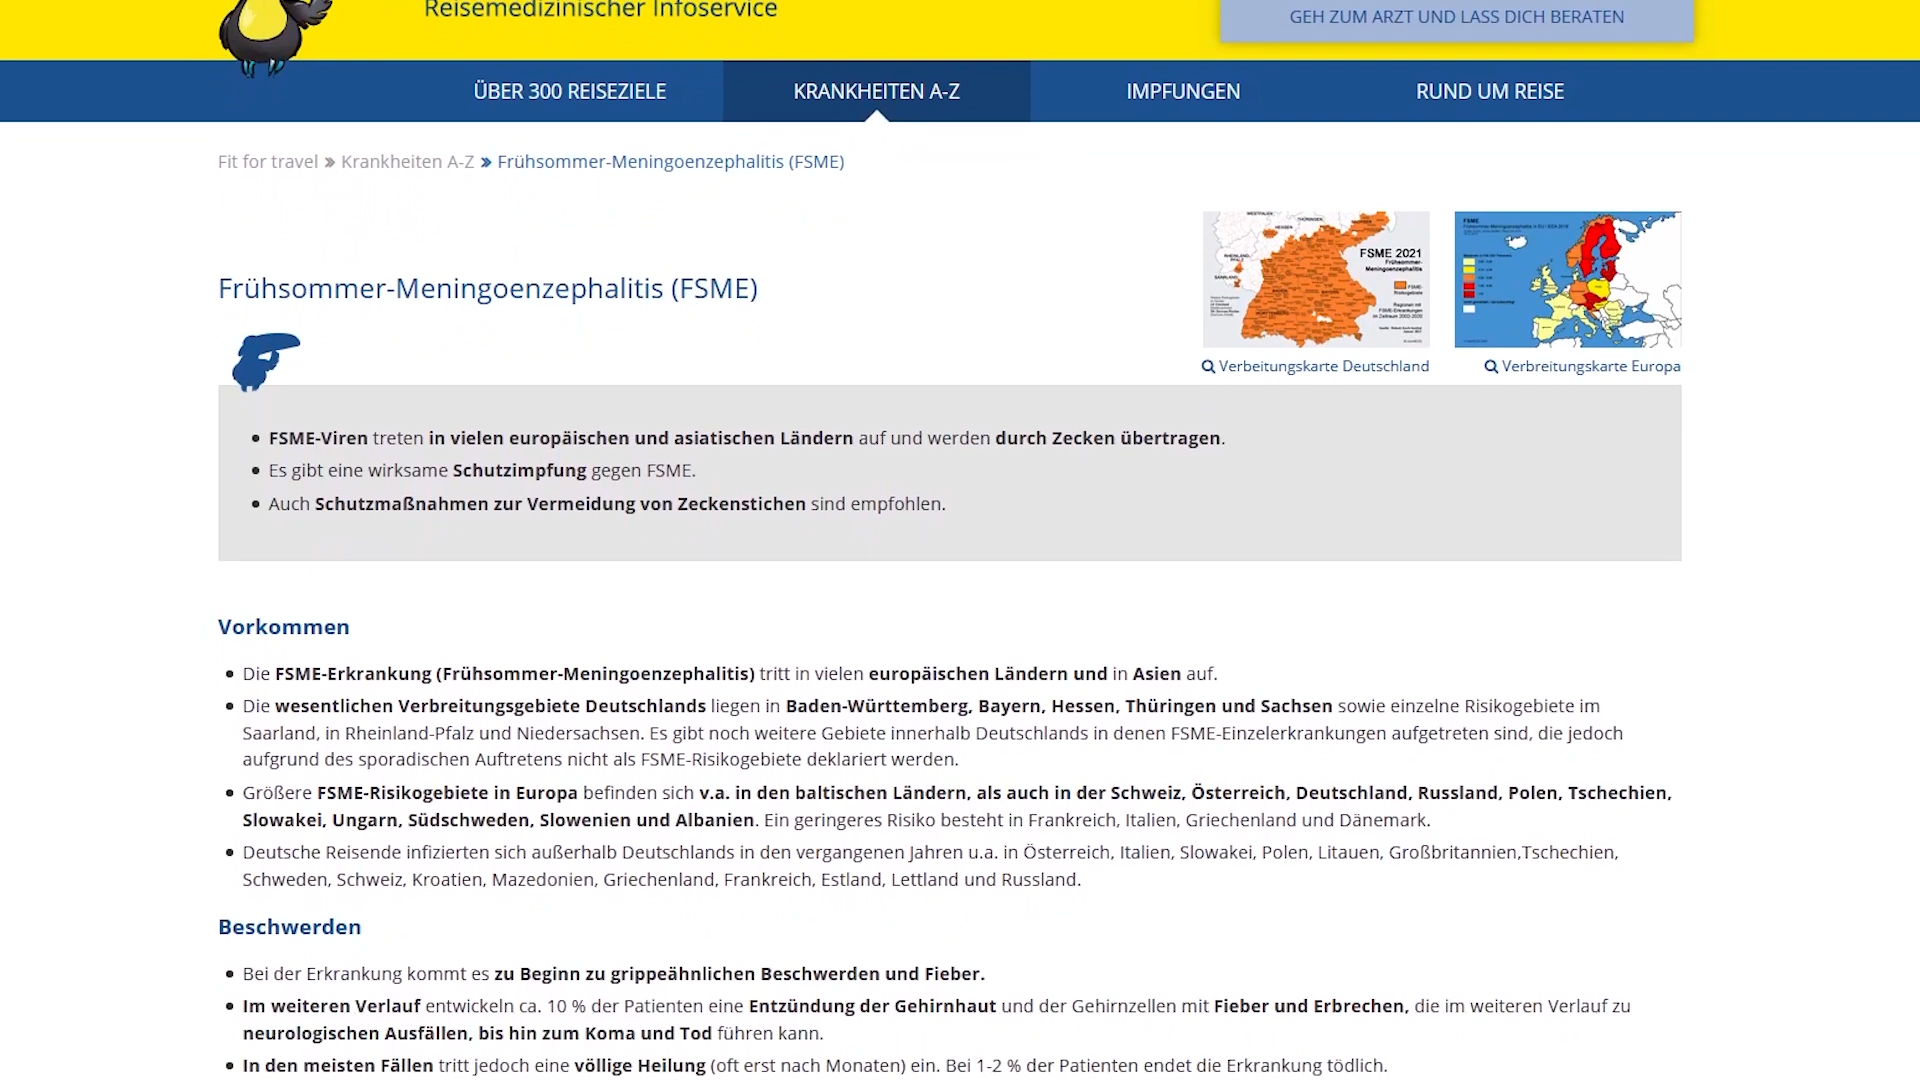 Reisemedizinischer Infoservice
GEH ZUM ARZT UND LASS DICH BERATEN
ÜBER 300 REISEZIELE
KRANKHEITEN A-Z
IMPFUNGEN
RUND UM REISE
Fit for travel » Krankheiten A-Z » Frühsommer-Meningoenzephalitis (FSME)
FSME 2021
Frühsommer-
Meningoenzephalitis
FSME
Frühsommer-Meningoenzephalitis (FSME)
Verbeitungskarte Deutschland
Verbreitungskarte Europa
• FSME-Viren treten in vielen europäischen und asiatischen Ländern auf und werden durch Zecken übertragen.
• Es gibt eine wirksame Schutzimpfung gegen FSME.
• Auch Schutzmaßnahmen zur Vermeidung von Zeckenstichen sind empfohlen.
Vorkommen
• Die FSME-Erkrankung (Frühsommer-Meningoenzephalitis) tritt in vielen europäischen Ländern und in Asien auf.
• Die wesentlichen Verbreitungsgebiete Deutschlands liegen in Baden-Württemberg, Bayern, Hessen, Thüringen und Sachsen sowie einzelne Risikogebiete im
Saarland, in Rheinland-Pfalz und Niedersachsen. Es gibt noch weitere Gebiete innerhalb Deutschlands in denen FSME-Einzelerkrankungen aufgetreten sind, die jedoch
aufgrund des sporadischen Auftretens nicht als FSME-Risikogebiete deklariert werden.
• Größere FSME-Risikogebiete in Europa befinden sich v.a. in den baltischen Ländern, als auch in der Schweiz, Österreich, Deutschland, Russland, Polen, Tschechien,
Slowakei, Ungarn, Südschweden, Slowenien und Albanien. Ein geringeres Risiko besteht in Frankreich, Italien, Griechenland und Dänemark.
• Deutsche Reisende infizierten sich außerhalb Deutschlands in den vergangenen Jahren u.a. in Österreich, Italien, Slowakei, Polen, Litauen, Großbritannien,Tschechien,
Schweden, Schweiz, Kroatien, Mazedonien, Griechenland, Frankreich, Estland, Lettland und Russland.
Beschwerden
• Bei der Erkrankung kommt es zu Beginn zu grippeähnlichen Beschwerden und Fieber.
• Im weiteren Verlauf entwickeln ca. 10 % der Patienten eine Entzündung der Gehirnhaut und der Gehirnzellen mit Fieber und Erbrechen, die im weiteren Verlauf zu
neurologischen Ausfällen, bis hin zum Koma und Tod führen kann.
• In den meisten Fällen tritt jedoch eine völlige Heilung (oft erst nach Monaten) ein. Bei 1-2 % der Patienten endet die Erkrankung tödlich.